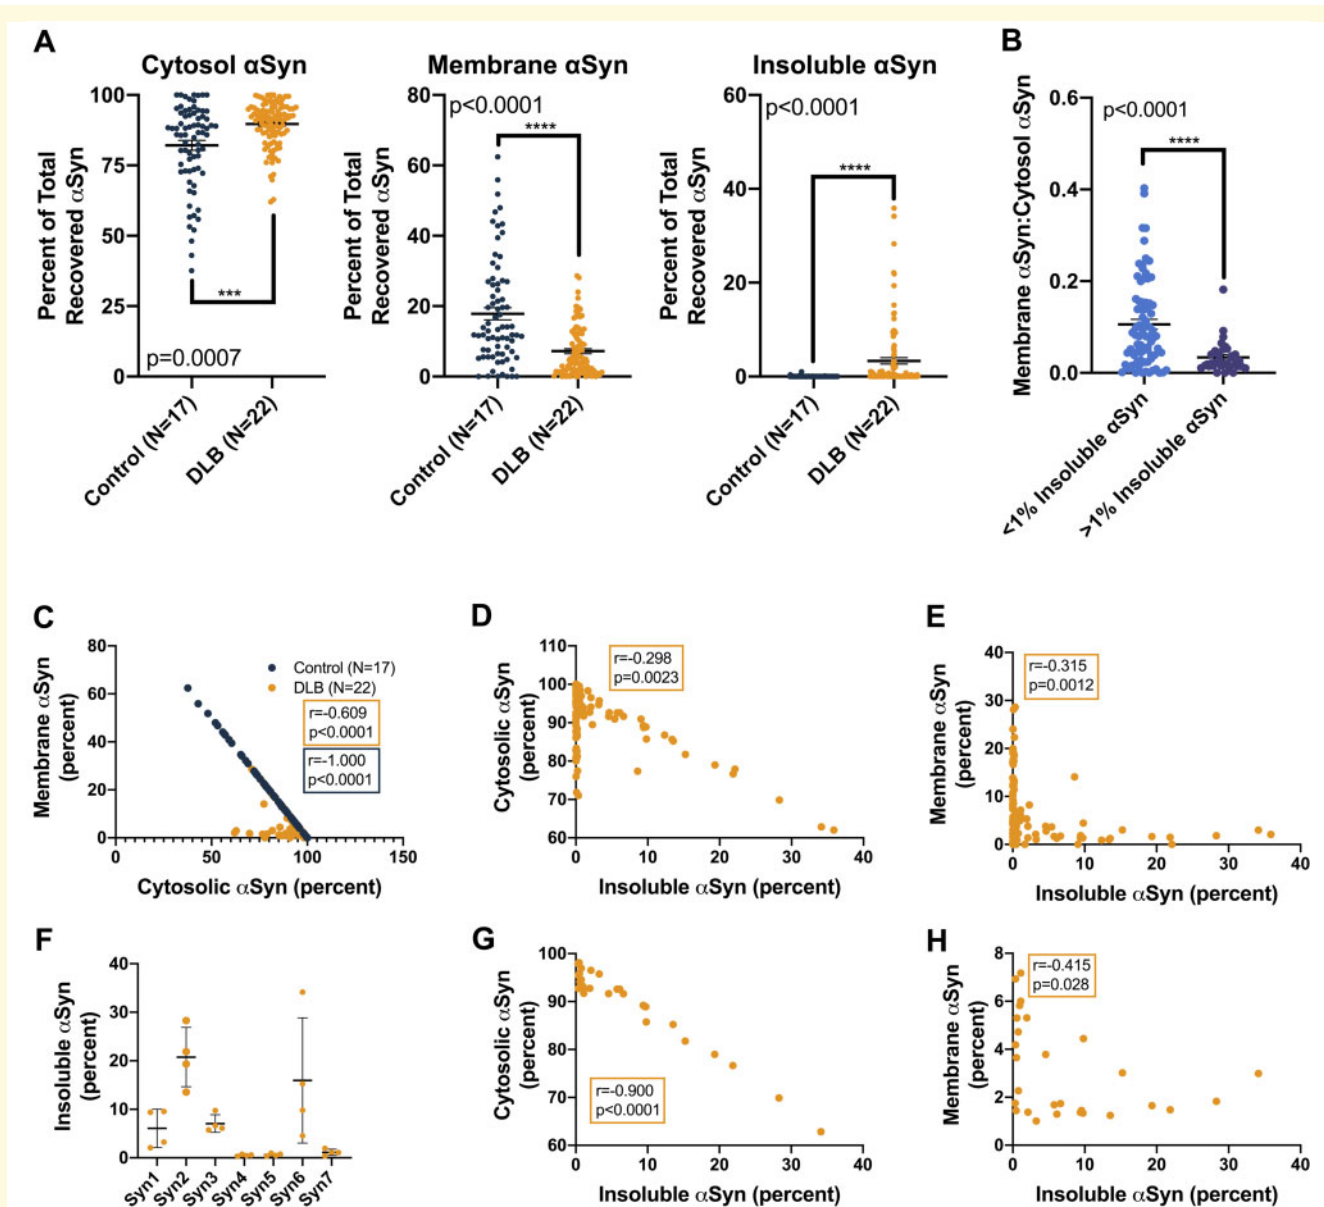 A
Cytosol αSyn
Percent of Total
Recovered αSyn
100
75
50
25
0
***
p=0.0007
Control (N=17)
DLB (N=22)
Membrane αSyn
Percent of Total
Recovered αSyn
80
60
40
20
0
p<0.0001
****
Control (N=17)
DLB (N=22)
Insoluble αSyn
Percent of Total
Recovered αSyn
60
40
20
0
p<0.0001
****
Control (N=17)
DLB (N=22)
B
Membrane αSyn:Cytosol αSyn
0.6
0.4
0.2
0.0
p<0.0001
****
<1% Insoluble αSyn
>1% Insoluble αSyn
C
Membrane αSyn
(percent)
80
60
40
20
0
Control (N=17)
DLB (N=22)
r=-0.609
p<0.0001
r=-1.000
p<0.0001
0 50 100 150
Cytosolic αSyn (percent)
D
Cytosolic αSyn
(percent)
110
100
90
80
70
60
r=-0.298
p=0.0023
0 10 20 30 40
Insoluble αSyn (percent)
E
Membrane αSyn
(percent)
40
30
20
10
0
r=-0.315
p=0.0012
0 10 20 30 40
Insoluble αSyn (percent)
F
Insoluble αSyn
(percent)
40
30
20
10
0
Syn1
Syn2
Syn3
Syn4
Syn5
Syn6
Syn7
G
Cytosolic αSyn
(percent)
100
90
80
70
60
r=-0.900
p<0.0001
0 10 20 30 40
Insoluble αSyn (percent)
H
Membrane αSyn
(percent)
8
6
4
2
0
r=-0.415
p=0.028
0 10 20 30 40
Insoluble αSyn (percent)